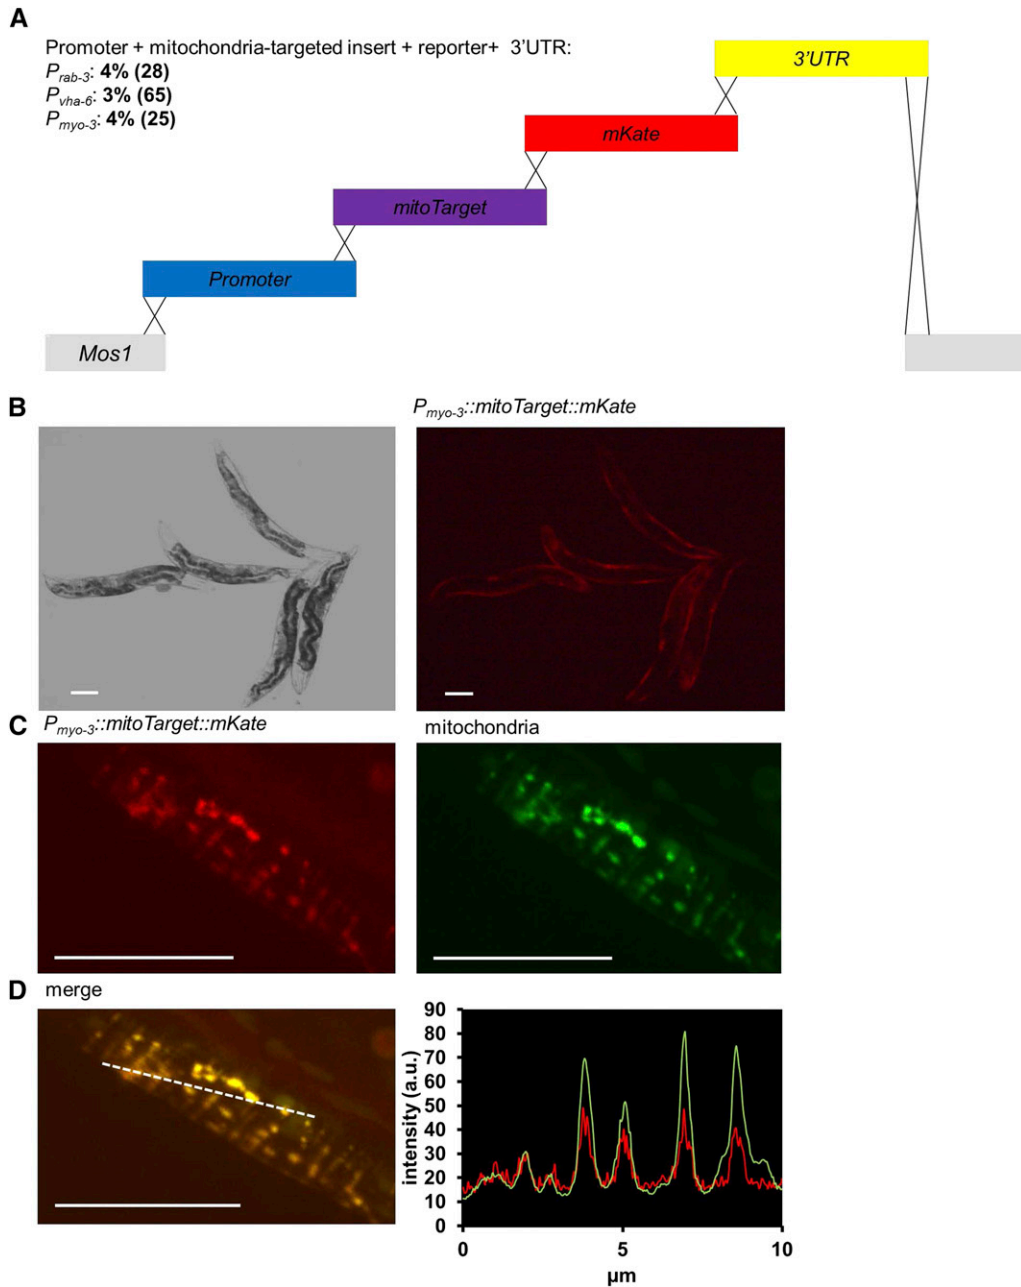 A
Promoter + mitochondria-targeted insert + reporter+ 3'UTR:
Prab-3: 4% (28)
Pvha-6: 3% (65)
Pmyo-3: 4% (25)
3'UTR
mKate
mitoTarget
Promoter
Mos1
B
Pmyo-3::mitoTarget::mKate
C
Pmyo-3::mitoTarget::mKate
mitochondria
D
merge
intensity (a.u.)
90
80
70
60
50
40
30
20
10
0
0 5 10
µm